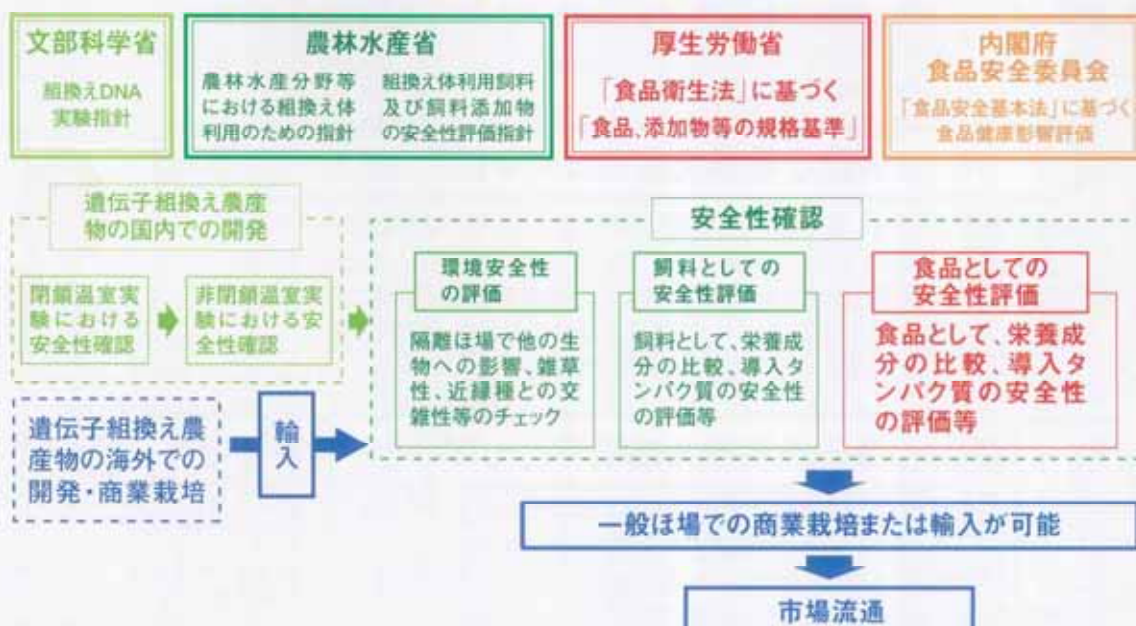 文部科学省
組換えDNA
実験指針
農林水産省
農林水産分野等
における組換え体
利用のための指針
組換え体利用飼料
及び飼料添加物
の安全性評価指針
厚生労働省
「食品衛生法」に基づく
「食品、添加物等の規格基準」
内閣府
食品安全委員会
「食品安全基本法」に基づく
食品健康影響評価
遺伝子組換え農産
物の国内での開発
閉鎖温室実
験における
安全性確認
非閉鎖温室実
験における安
全性確認
遺伝子組換え農
産物の海外での
開発・商業栽培
輸入
安全性確認
環境安全性
の評価
隔離ほ場で他の生
物への影響、雑草
性、近縁種との交
雑性等のチェック
飼料としての
安全性評価
飼料として、栄養成
分の比較、導入タ
ンパク質の安全性
の評価等
食品としての
安全性評価
食品として、栄養成
分の比較、導入タ
ンパク質の安全性
の評価等
一般ほ場での商業栽培または輸入が可能
市場流通